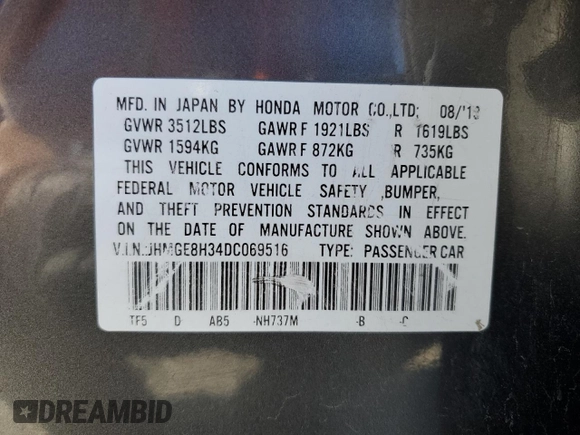 MFD. IN JAPAN BY HONDA MOTOR CO.,LTD; 08/'13
GVWR 3512LBS GAWR F 1921LBS R 1619LBS
GVWR 1594KG GAWR F 872KG R 735KG
THIS VEHICLE CONFORMS TO ALL APPLICABLE
FEDERAL MOTOR VEHICLE SAFETY ,BUMPER,
AND THEFT PREVENTION STANDARDS IN EFFECT
ON THE DATE OF MANUFACTURE SHOWN ABOVE.
V.I.N.:JHMGE8H34DC069516 TYPE: PASSENGER CAR
TF5 D AB5 -NH737M -B -C
DREAMBID